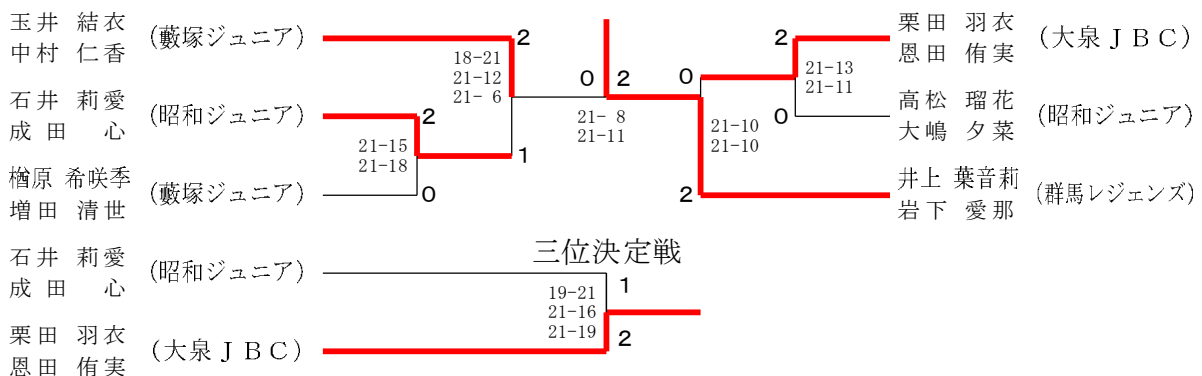 玉井 結衣
中村 仁香
(藪塚ジュニア)
石井 莉愛
成田 心
(昭和ジュニア)
楢原 希咲季
増田 清世
(藪塚ジュニア)
2
18-21
21-12
21- 6
2
21-15
21-18
0
1
0
2
21- 8
21-11
0
21-10
21-10
2
2
21-13
21-11
0
栗田 羽衣
恩田 侑実
(大泉ＪＢＣ)
高松 瑠花
大嶋 夕菜
(昭和ジュニア)
井上 葉音莉
岩下 愛那
(群馬レジェンズ)
三位決定戦
石井 莉愛
成田 心
(昭和ジュニア)
栗田 羽衣
恩田 侑実
(大泉ＪＢＣ)
1
19-21
21-16
21-19
2